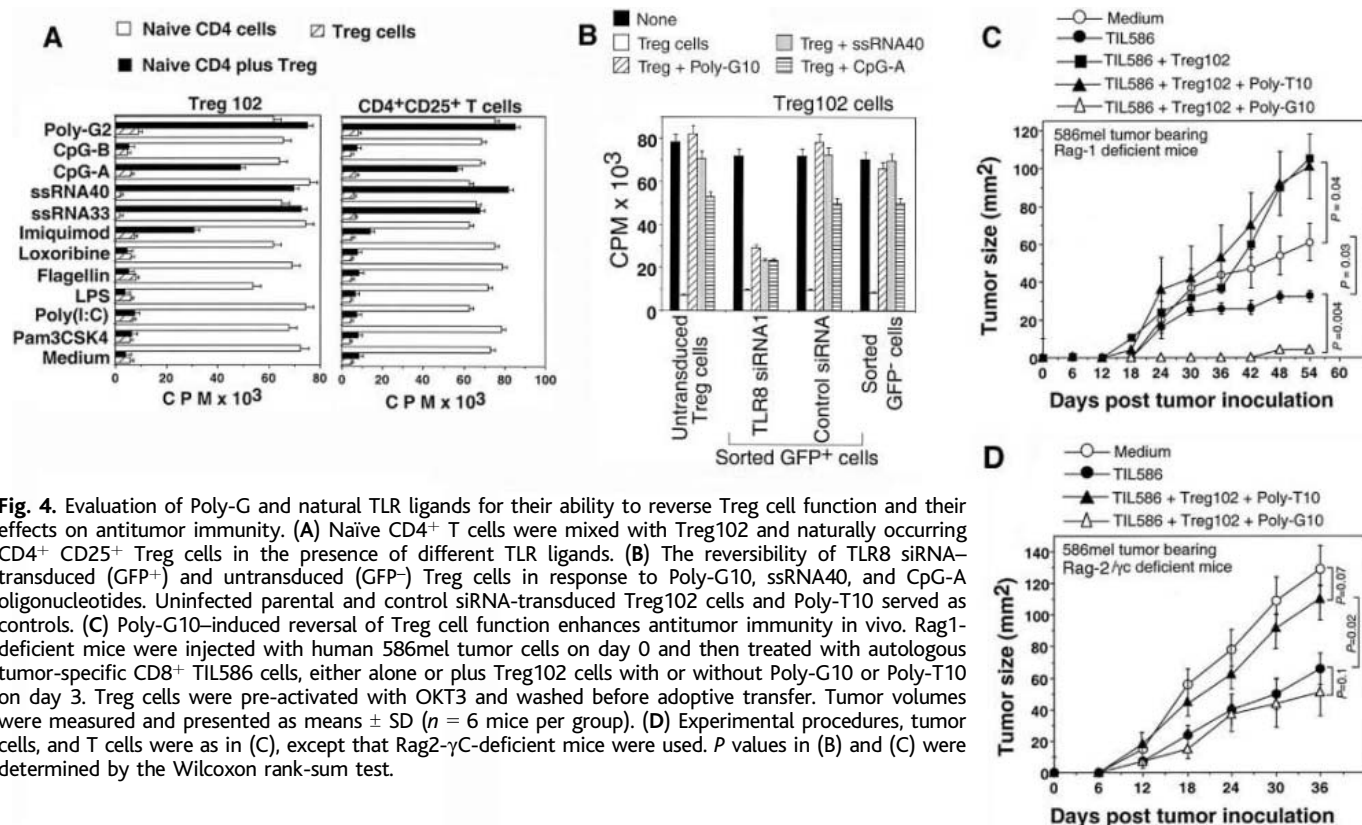 A
Naive CD4 cells
Treg cells
Naive CD4 plus Treg
Treg 102
CD4+CD25+ T cells
Poly-G2
CpG-B
CpG-A
ssRNA40
ssRNA33
Imiquimod
Loxoribine
Flagellin
LPS
Poly(I:C)
Pam3CSK4
Medium
0 20 40 60 80
0 20 40 60 80 100
CPM x 10³
CPM x 10³
B
None
Treg cells
Treg + ssRNA40
Treg + Poly-G10
Treg + CpG-A
Treg102 cells
CPM x 10³
80
60
40
20
0
Untransduced
Treg cells
TLR8 siRNA1
Control siRNA
Sorted
GFP⁻ cells
Sorted GFP⁺ cells
C
Medium
TIL586
TIL586 + Treg102
TIL586 + Treg102 + Poly-T10
TIL586 + Treg102 + Poly-G10
586mel tumor bearing
Rag-1 deficient mice
Tumor size (mm2)
120
100
80
60
40
20
0
P = 0.04
P = 0.03
P =0.004
0 6 12 18 24 30 36 42 48 54 60
Days post tumor inoculation
D
Medium
TIL586
TIL586 + Treg102 + Poly-T10
TIL586 + Treg102 + Poly-G10
586mel tumor bearing
Rag-2/γc deficient mice
Tumor size (mm2)
140
120
100
80
60
40
20
0
P=0.07
P=0.02
P=0.1
0 6 12 18 24 30 36
Days post tumor inoculation
Fig. 4. Evaluation of Poly-G and natural TLR ligands for their ability to reverse Treg cell function and their
effects on antitumor immunity. (A) Naïve CD4⁺ T cells were mixed with Treg102 and naturally occurring
CD4⁺ CD25⁺ Treg cells in the presence of different TLR ligands. (B) The reversibility of TLR8 siRNA–
transduced (GFP⁺) and untransduced (GFP⁻) Treg cells in response to Poly-G10, ssRNA40, and CpG-A
oligonucleotides. Uninfected parental and control siRNA-transduced Treg102 cells and Poly-T10 served as
controls. (C) Poly-G10–induced reversal of Treg cell function enhances antitumor immunity in vivo. Rag1-
deficient mice were injected with human 586mel tumor cells on day 0 and then treated with autologous
tumor-specific CD8⁺ TIL586 cells, either alone or plus Treg102 cells with or without Poly-G10 or Poly-T10
on day 3. Treg cells were pre-activated with OKT3 and washed before adoptive transfer. Tumor volumes
were measured and presented as means ± SD (n = 6 mice per group). (D) Experimental procedures, tumor
cells, and T cells were as in (C), except that Rag2-γC-deficient mice were used. P values in (B) and (C) were
determined by the Wilcoxon rank-sum test.